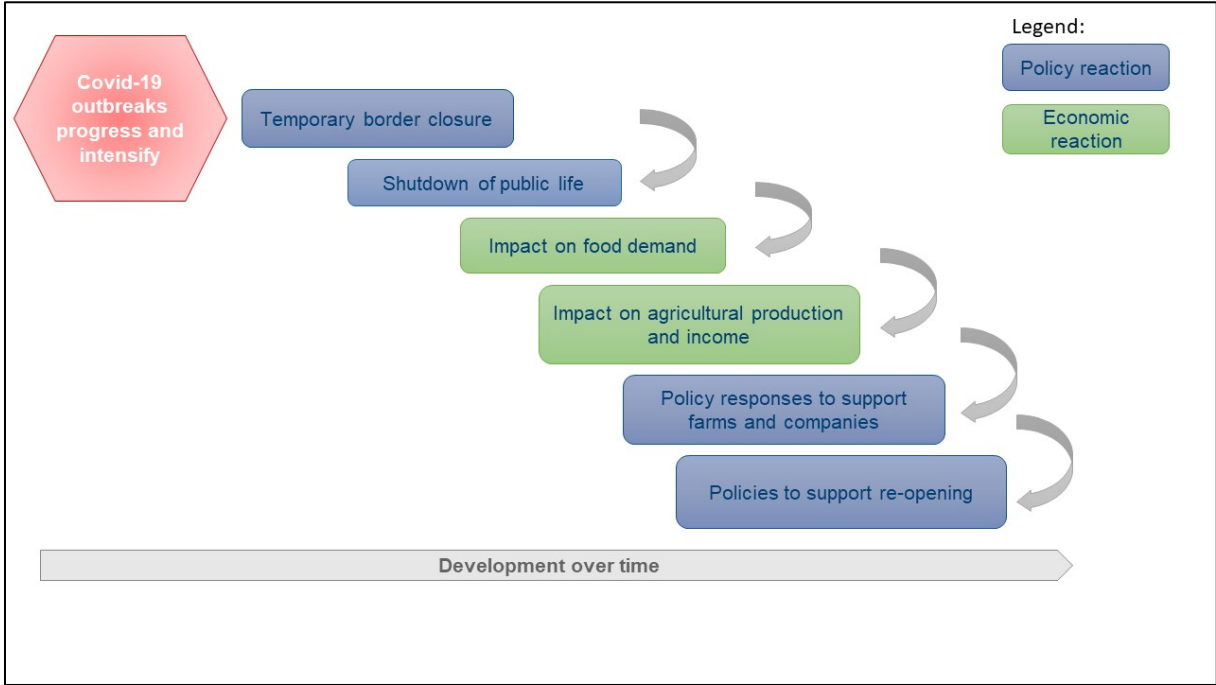 Legend:
Policy reaction
Economic
reaction
Covid-19
outbreaks
progress and
intensify
Temporary border closure
Shutdown of public life
Impact on food demand
Impact on agricultural production
and income
Policy responses to support
farms and companies
Policies to support re-opening
Development over time